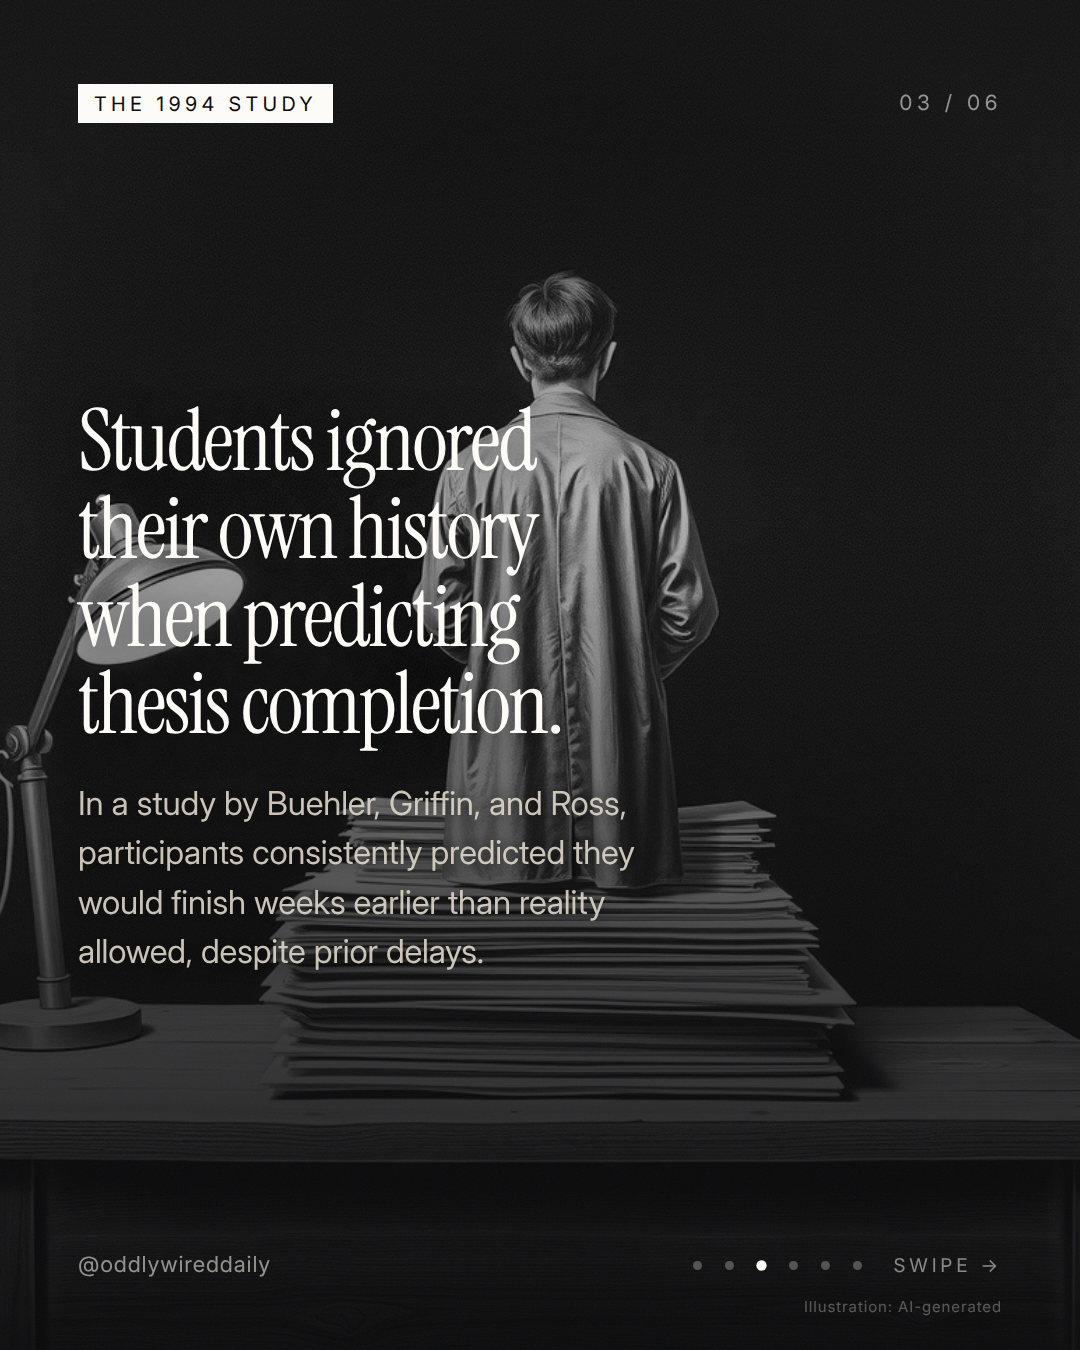 THE 1994 STUDY
03 / 06
Students ignored
their own history
when predicting
thesis completion.
In a study by Buehler, Griffin, and Ross,
participants consistently predicted they
would finish weeks earlier than reality
allowed, despite prior delays.
@oddlywireddaily
SWIPE →
Illustration: AI-generated